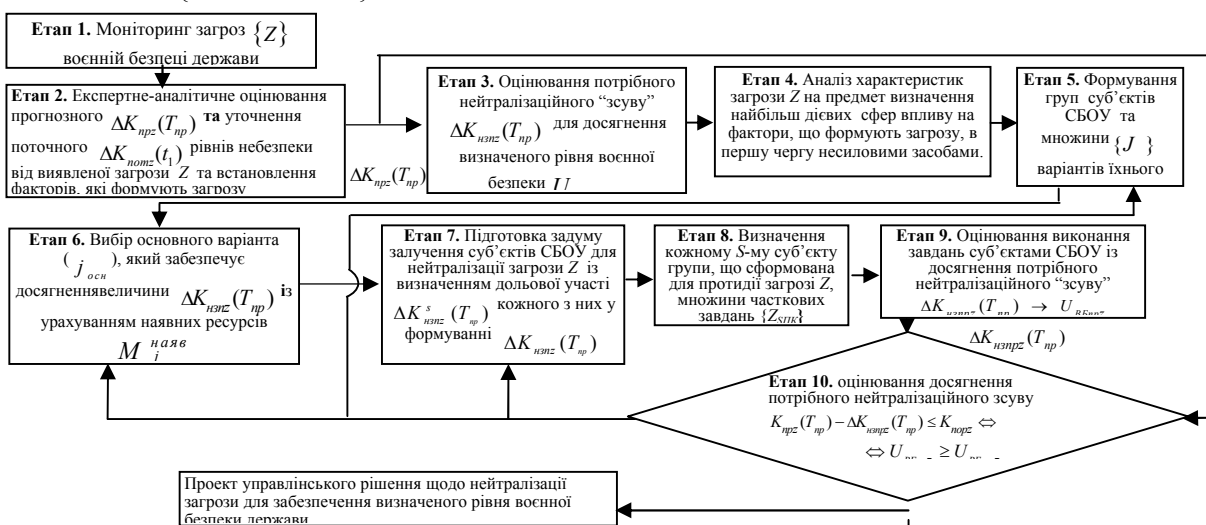 Етап 1. Моніторинг загроз {Z}
воєнній безпеці держави
Етап 2. Експертне-аналітичне оцінювання
прогнозного ΔK_прz(T_пр) та уточнення
поточного ΔK_потz(t_1) рівнів небезпеки
від виявленої загрози Z та встановлення
факторів, які формують загрозу
ΔK_прz(T_пр)
Етап 3. Оцінювання потрібного
нейтралізаційного “зсуву”
ΔK_нзпz(T_пр) для досягнення
визначеного рівня воєнної
безпеки U
Етап 4. Аналіз характеристик
загрози Z на предмет визначення
найбільш дієвих сфер впливу на
фактори, що формують загрозу, в
першу чергу несиловими засобами.
Етап 5. Формування
груп суб’єктів
СБОУ та
множини {J }
варіантів їхнього
Етап 6. Вибір основного варіанта
( j_осн ), який забезпечує
досягненнявеличини ΔK_нзпz(T_пр) із
урахуванням наявних ресурсів
M_j^наяв
Етап 7. Підготовка задуму
залучення суб’єктів СБОУ для
нейтралізації загрози Z із
визначенням дольової участі
ΔK^s_нзпz(T_пр) кожного з них у
формуванні ΔK_нзпz(T_пр)
Етап 8. Визначення
кожному S-му суб’єкту
групи, що сформована
для протидії загрозі Z,
множини часткових
завдань {Z_SПК}
Етап 9. Оцінювання виконання
завдань суб’єктами СБОУ із
досягнення потрібного
нейтралізаційного “зсуву”
ΔK_нзпрz(T_пр) → U_ВБпрz
ΔK_нзпрz(T_пр)
Етап 10. оцінювання досягнення
потрібного нейтралізаційного зсуву
K_прz(T_пр) − ΔK_нзпрz(T_пр) ≤ K_порz ⇔
⇔ U ≥ U
Проект управлінського рішення щодо нейтралізації
загрози для забезпечення визначеного рівня воєнної
безпеки держави